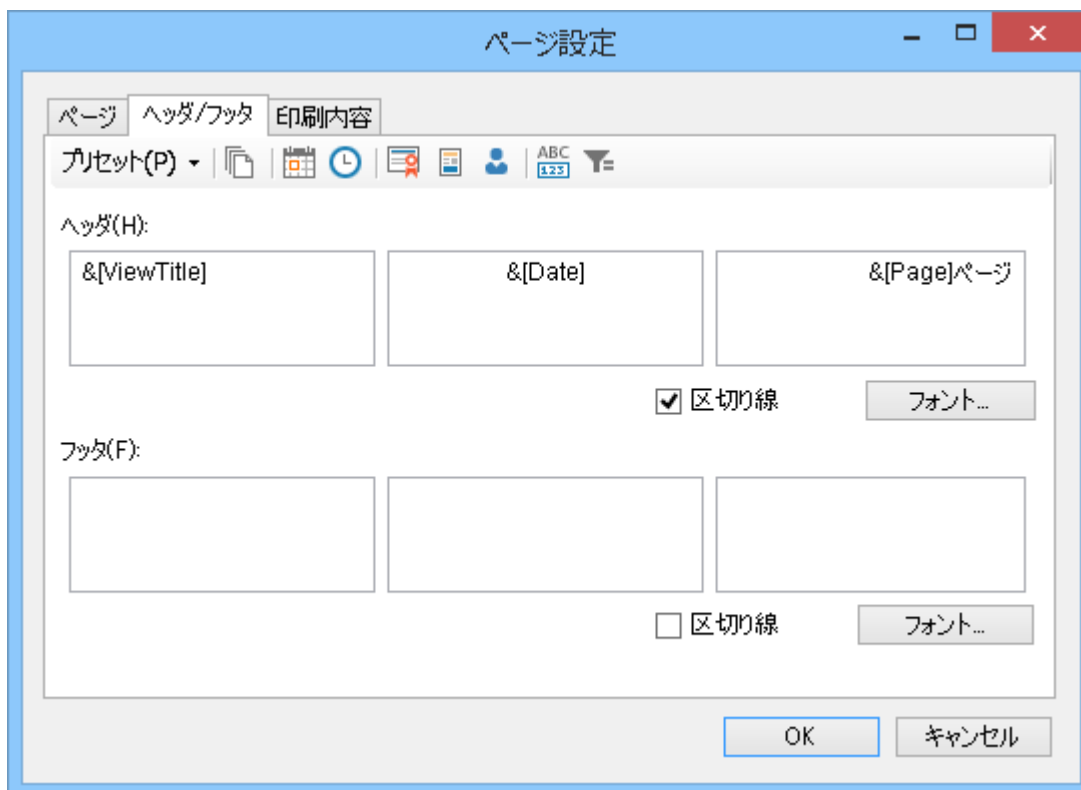 ページ設定
ページ ヘッダ/フッタ 印刷内容
プリセット(P)
ABC
123
ヘッダ(H):
&[ViewTitle] &[Date] &[Page]ページ
区切り線 フォント...
フッタ(F):
区切り線 フォント...
OK キャンセル